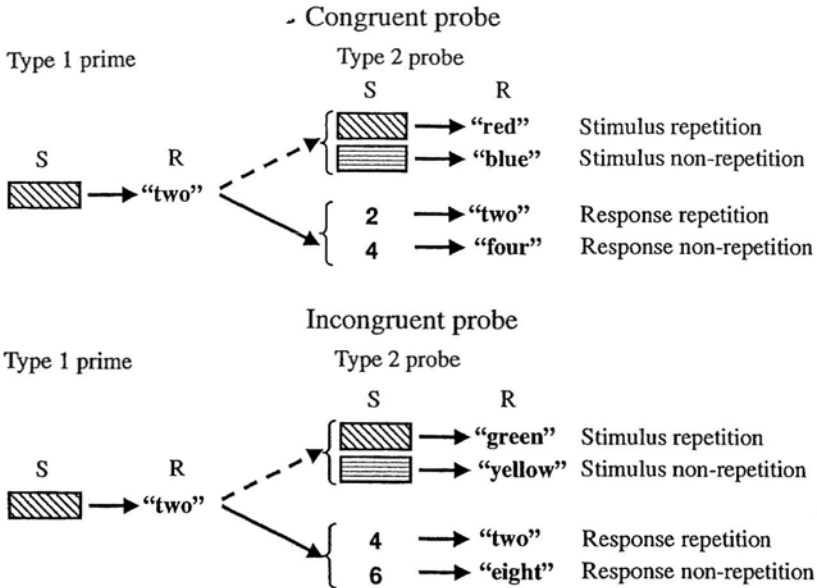 Congruent probe
Type 1 prime Type 2 probe
S R
“red” Stimulus repetition
S R “blue” Stimulus non-repetition
“two”
2 “two” Response repetition
4 “four” Response non-repetition
Incongruent probe
Type 1 prime Type 2 probe
S R
“green” Stimulus repetition
S R “yellow” Stimulus non-repetition
“two”
4 “two” Response repetition
6 “eight” Response non-repetition